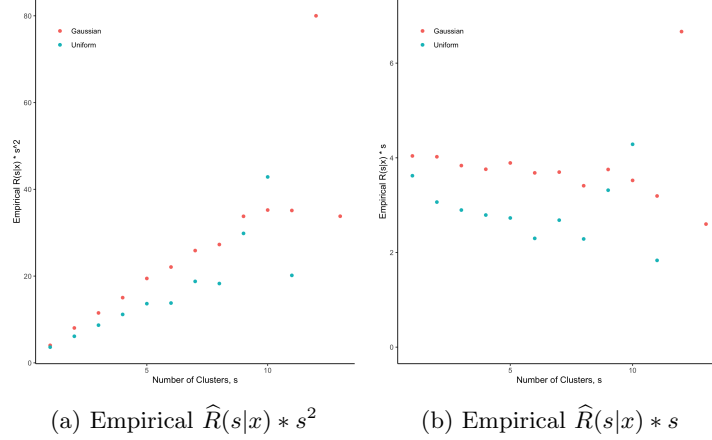 80
60
40
20
0
Empirical R(s|x) * s^2
Gaussian
Uniform
5
10
Number of Clusters, s
6
4
2
0
Empirical R(s|x) * s
Gaussian
Uniform
5
10
Number of Clusters, s
(a) Empirical R̂(s|x) ∗ s²
(b) Empirical R̂(s|x) ∗ s